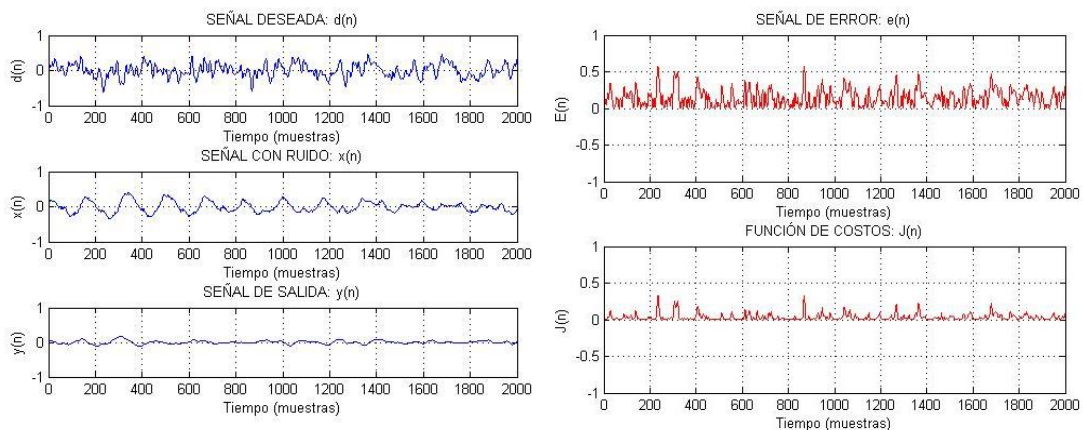 SEÑAL DESEADA: d(n)
1
0
-1
d(n)
0 200 400 600 800 1000 1200 1400 1600 1800 2000
Tiempo (muestras)
SEÑAL CON RUIDO: x(n)
1
0
-1
x(n)
0 200 400 600 800 1000 1200 1400 1600 1800 2000
Tiempo (muestras)
SEÑAL DE SALIDA: y(n)
1
0
-1
y(n)
0 200 400 600 800 1000 1200 1400 1600 1800 2000
Tiempo (muestras)
SEÑAL DE ERROR: e(n)
1
0.5
0
-0.5
-1
E(n)
0 200 400 600 800 1000 1200 1400 1600 1800 2000
Tiempo (muestras)
FUNCIÓN DE COSTOS: J(n)
1
0.5
0
-0.5
-1
J(n)
0 200 400 600 800 1000 1200 1400 1600 1800 2000
Tiempo (muestras)